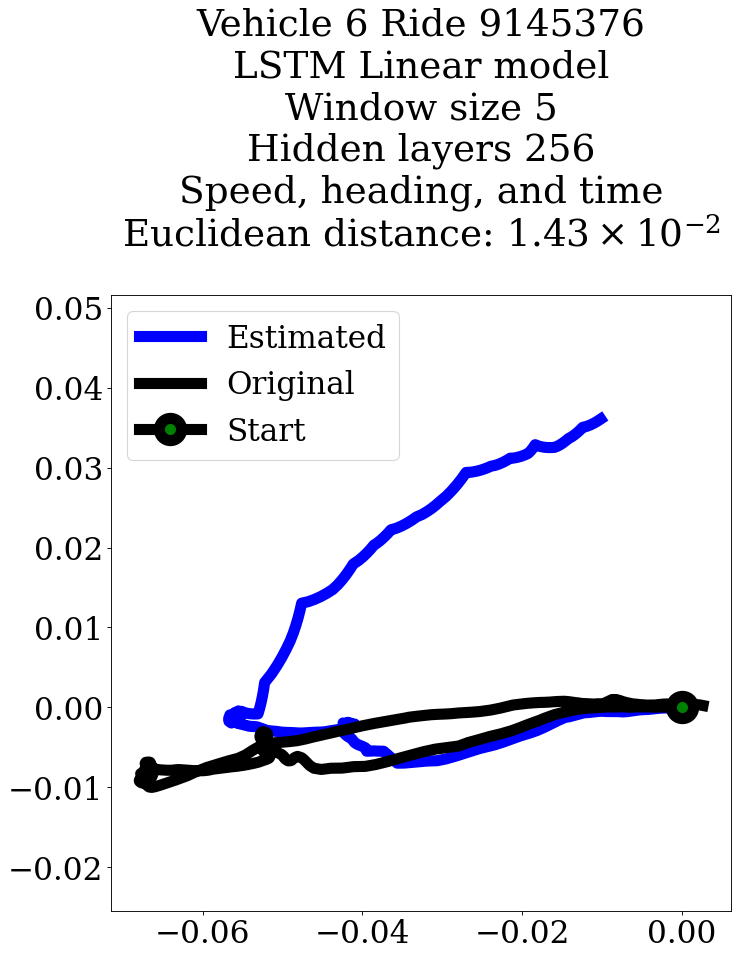 Vehicle 6 Ride 9145376
LSTM Linear model
Window size 5
Hidden layers 256
Speed, heading, and time
Euclidean distance: 1.43 × 10⁻²
0.05
0.04
0.03
0.02
0.01
0.00
−0.01
−0.02
Estimated
Original
Start
−0.06
−0.04
−0.02
0.00